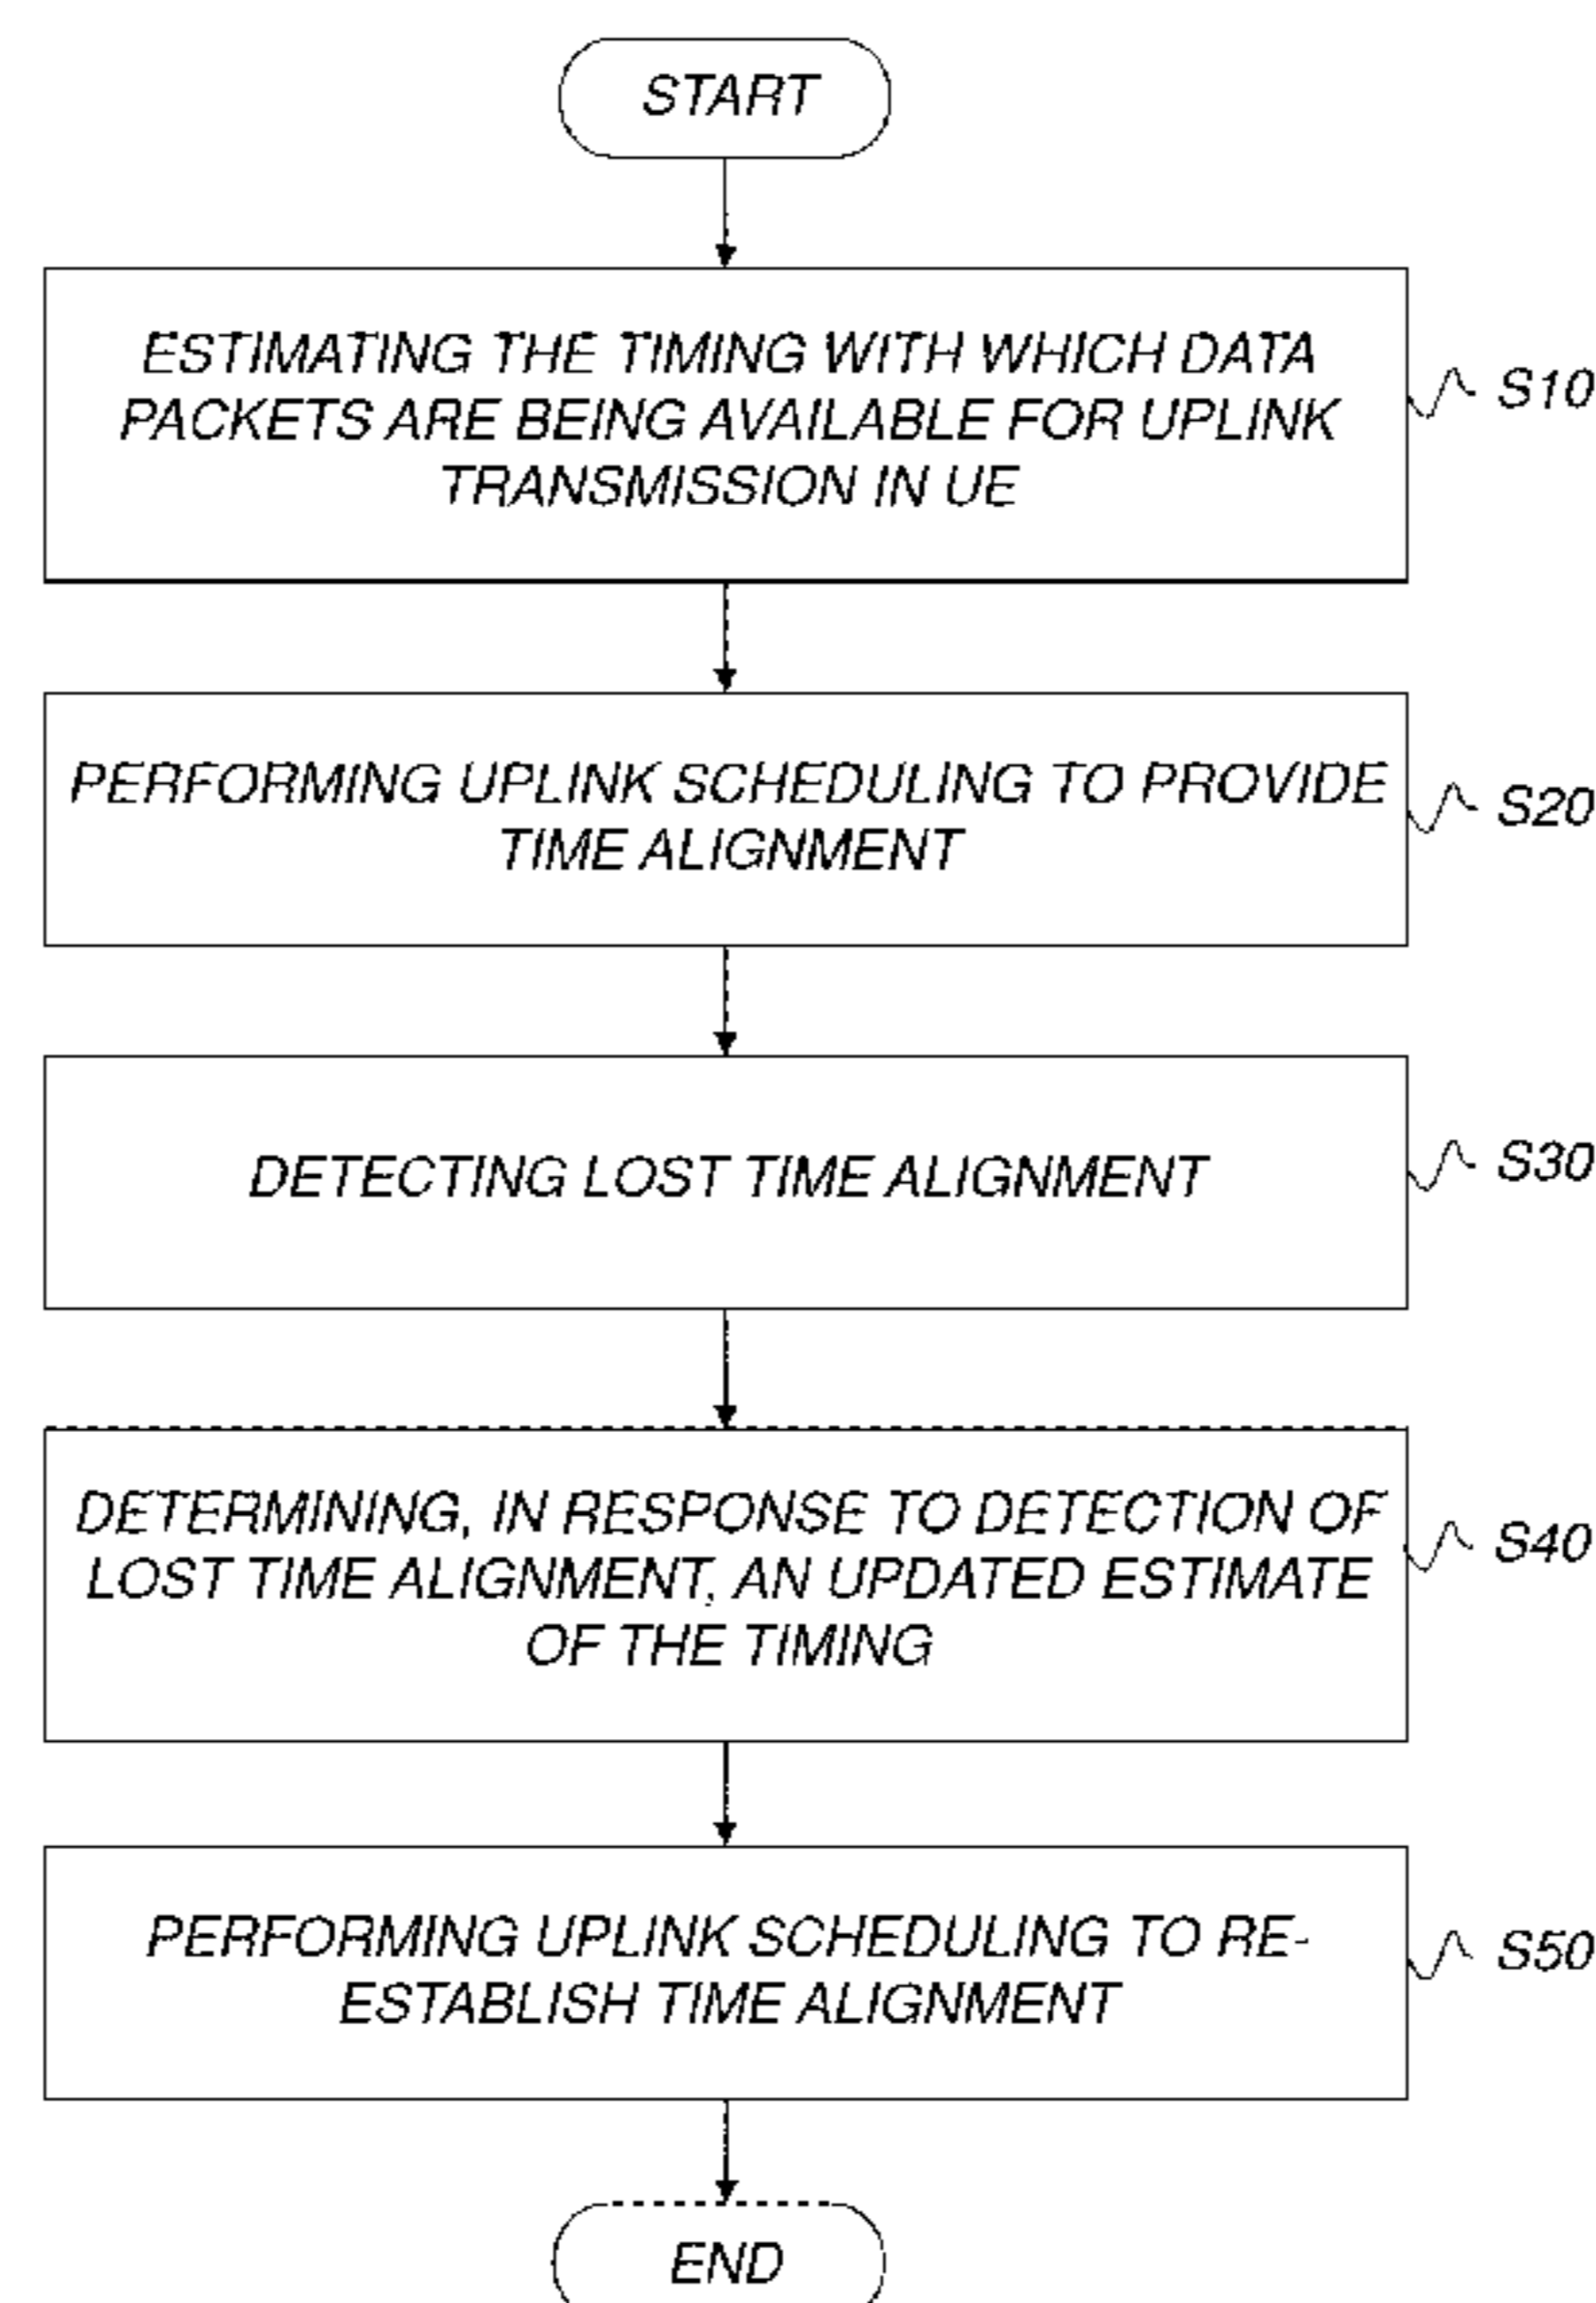 START
ESTIMATING THE TIMING WITH WHICH DATA
PACKETS ARE BEING AVAILABLE FOR UPLINK
TRANSMISSION IN UE
S10
PERFORMING UPLINK SCHEDULING TO PROVIDE
TIME ALIGNMENT
S20
DETECTING LOST TIME ALIGNMENT
S30
DETERMINING, IN RESPONSE TO DETECTION OF
LOST TIME ALIGNMENT, AN UPDATED ESTIMATE
OF THE TIMING
S40
PERFORMING UPLINK SCHEDULING TO RE-
ESTABLISH TIME ALIGNMENT
S50
END